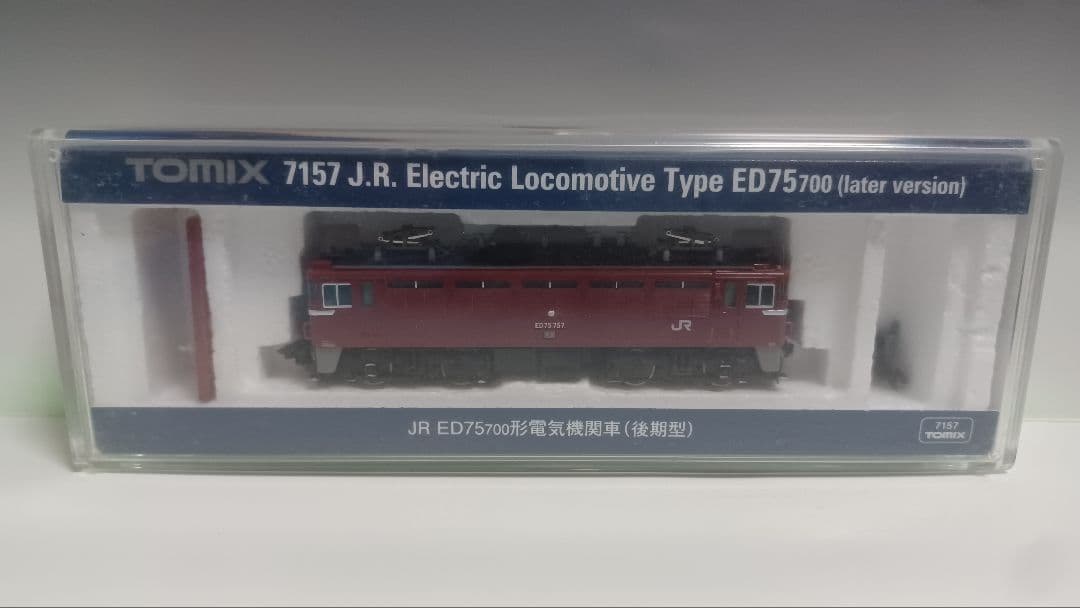 TOMIX 7157 J.R. Electric Locomotive Type ED75700 (later version)
ED75 757
JR
JR ED75700形電気機関車(後期型)
7157
TOMIX